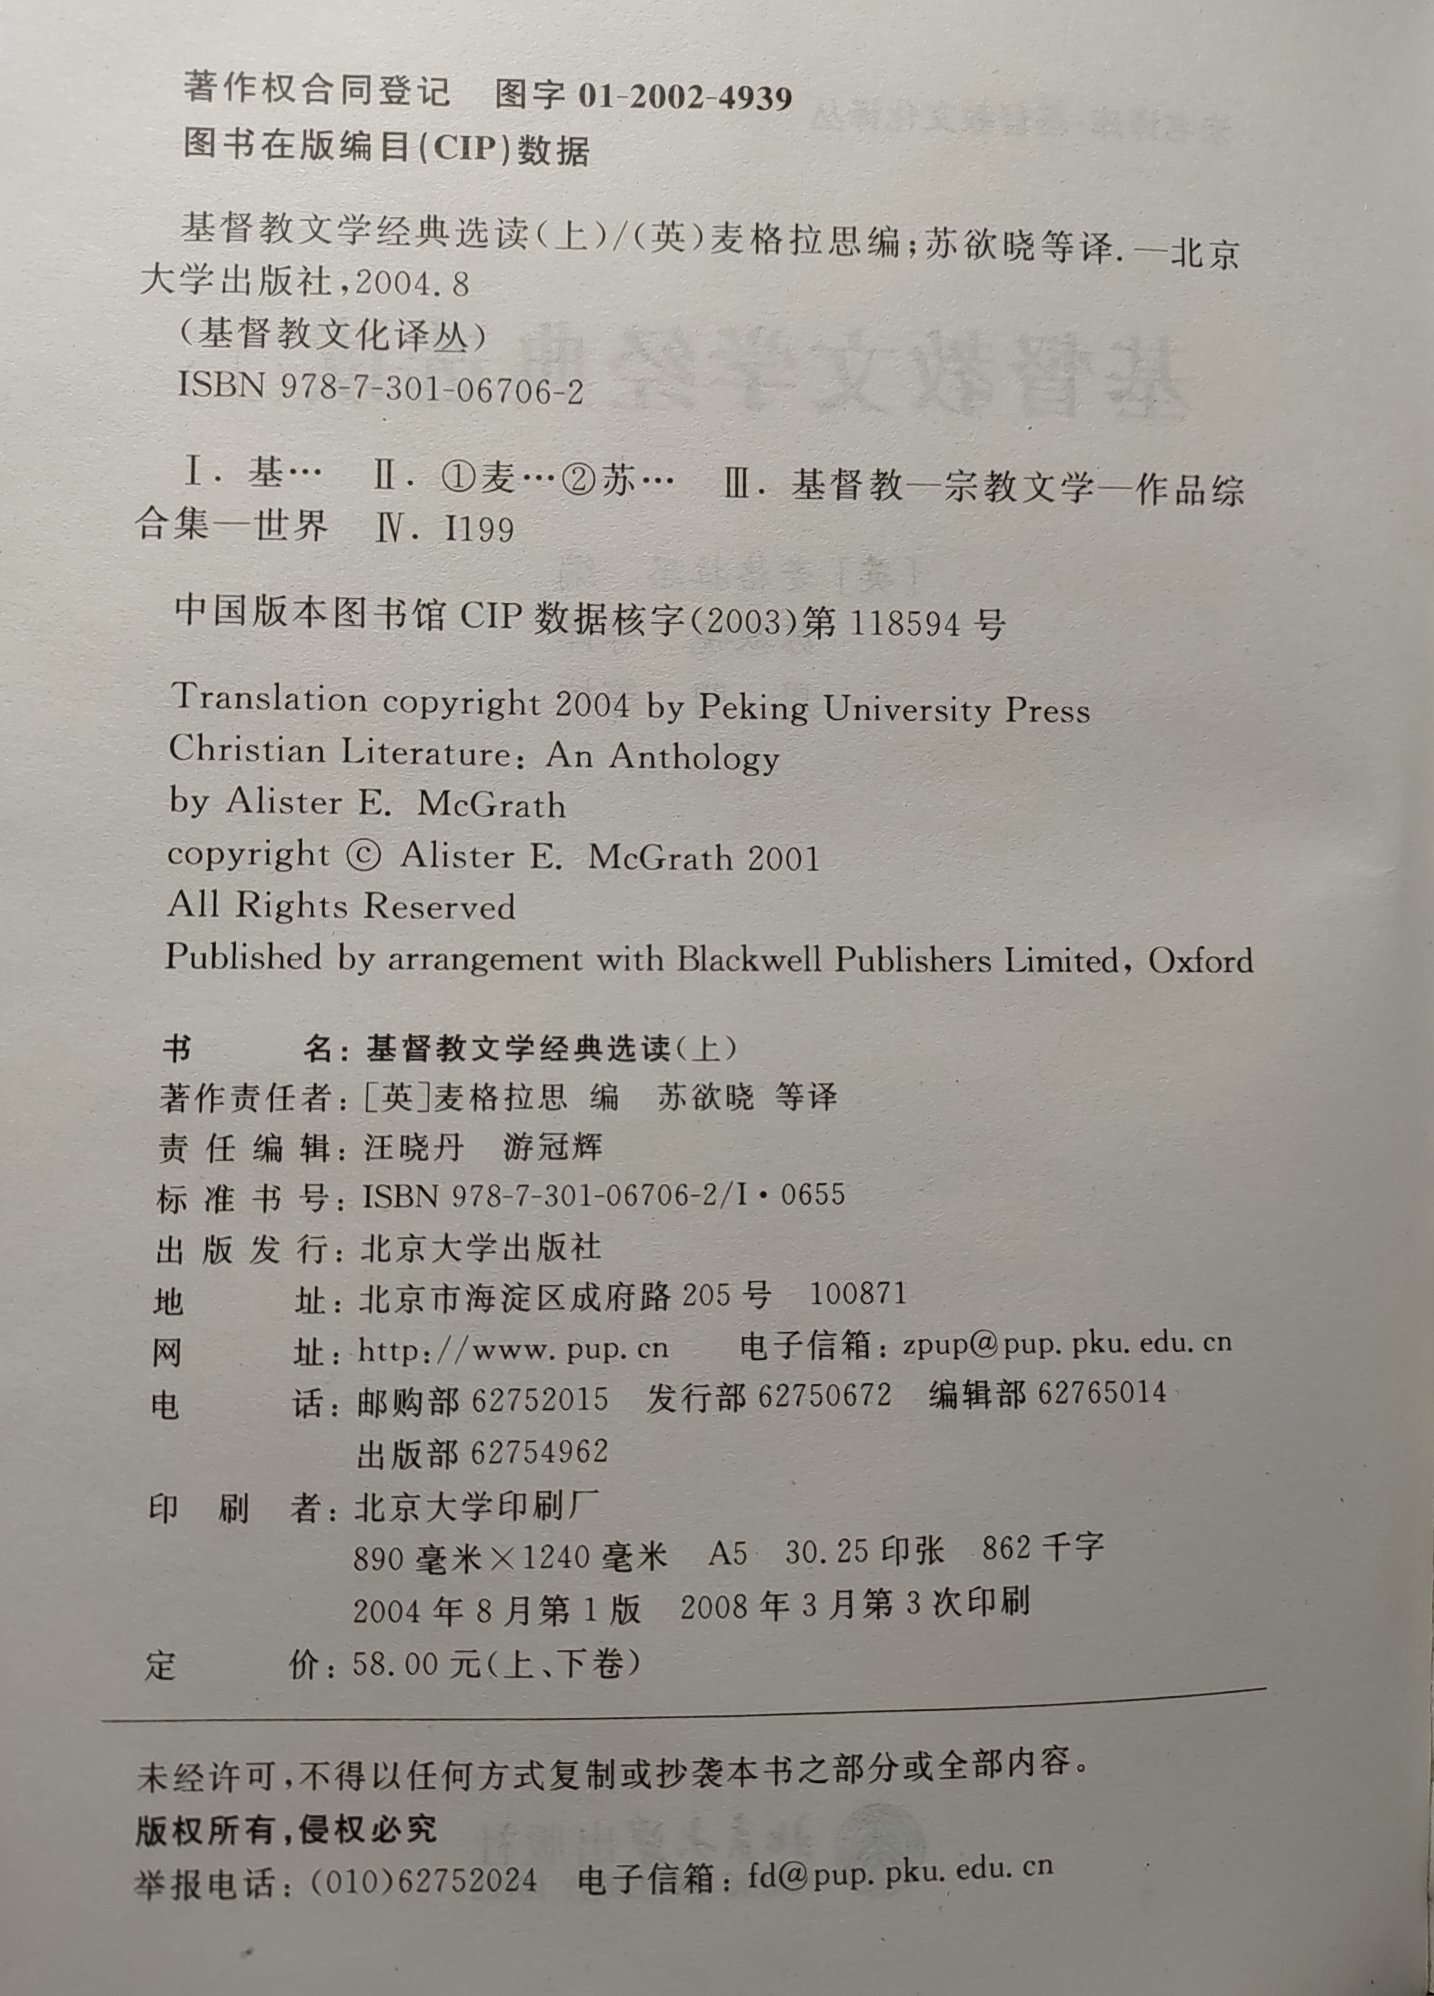 著作权合同登记 图字 01-2002-4939
图书在版编目(CIP)数据
基督教文学经典选读(上)/(英)麦格拉思编;苏欲晓等译.—北京
大学出版社,2004.8
(基督教文化译丛)
ISBN 978-7-301-06706-2
Ⅰ. 基… Ⅱ. ①麦…②苏… Ⅲ. 基督教—宗教文学—作品综
合集—世界 Ⅳ. I199
中国版本图书馆 CIP 数据核字(2003)第 118594 号
Translation copyright 2004 by Peking University Press
Christian Literature: An Anthology
by Alister E. McGrath
copyright © Alister E. McGrath 2001
All Rights Reserved
Published by arrangement with Blackwell Publishers Limited, Oxford
书名: 基督教文学经典选读(上)
著作责任者: [英]麦格拉思 编 苏欲晓 等译
责任编辑: 汪晓丹 游冠辉
标准书号: ISBN 978-7-301-06706-2/I·0655
出版发行: 北京大学出版社
地址: 北京市海淀区成府路 205 号 100871
网址: http://www.pup.cn 电子信箱: zpup@pup.pku.edu.cn
电话: 邮购部 62752015 发行部 62750672 编辑部 62765014
出版部 62754962
印刷者: 北京大学印刷厂
890 毫米×1240 毫米 A5 30.25 印张 862 千字
2004 年 8 月第 1 版 2008 年 3 月第 3 次印刷
定价: 58.00 元(上、下卷)
未经许可,不得以任何方式复制或抄袭本书之部分或全部内容。
版权所有,侵权必究
举报电话: (010)62752024 电子信箱: fd@pup.pku.edu.cn